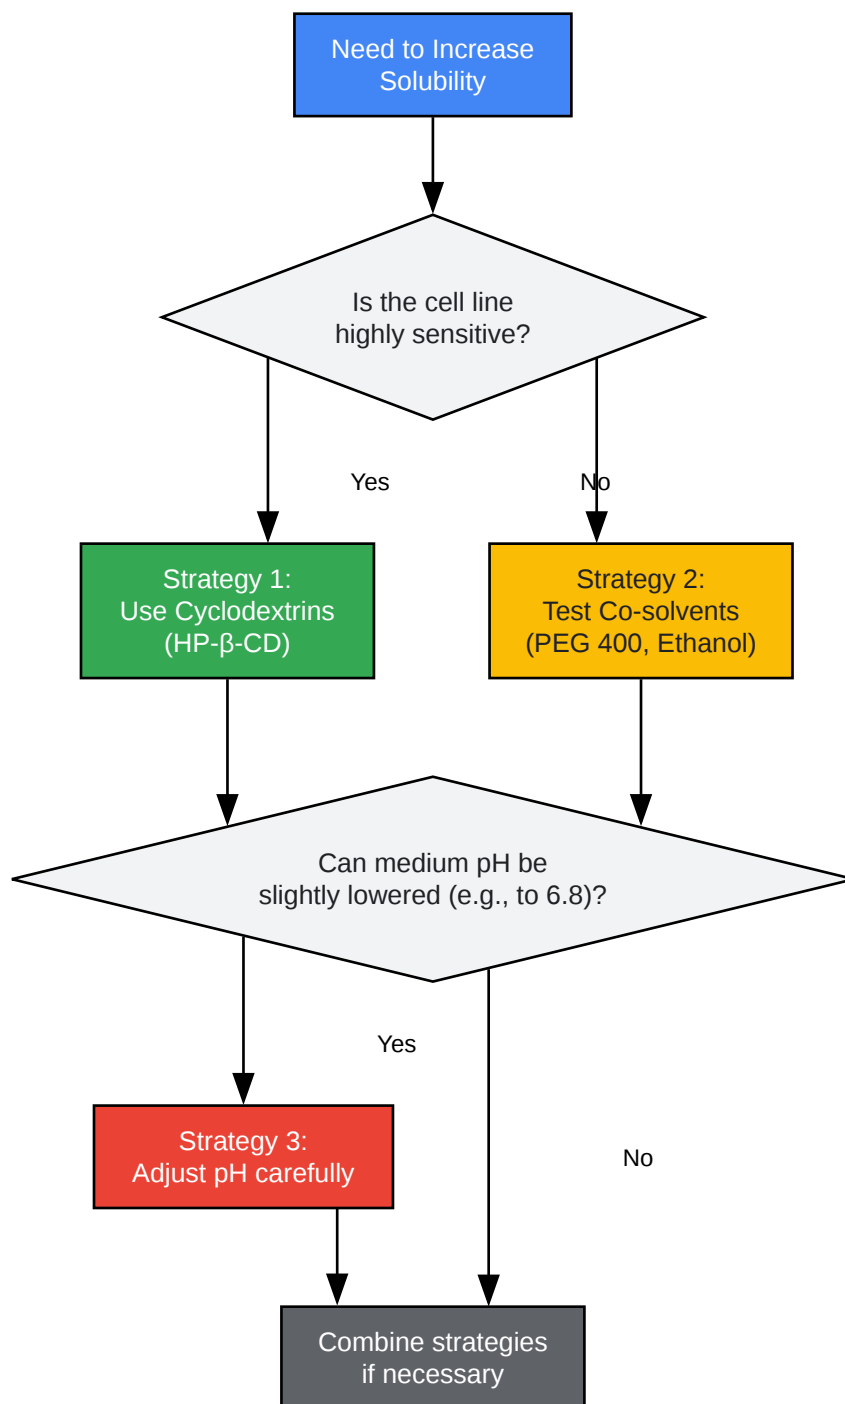 Need to Increase
Solubility
Is the cell line
highly sensitive?
Yes
No
Strategy 1:
Use Cyclodextrins
(HP-β-CD)
Strategy 2:
Test Co-solvents
(PEG 400, Ethanol)
Can medium pH be
slightly lowered (e.g., to 6.8)?
Yes
Strategy 3:
Adjust pH carefully
No
Combine strategies
if necessary